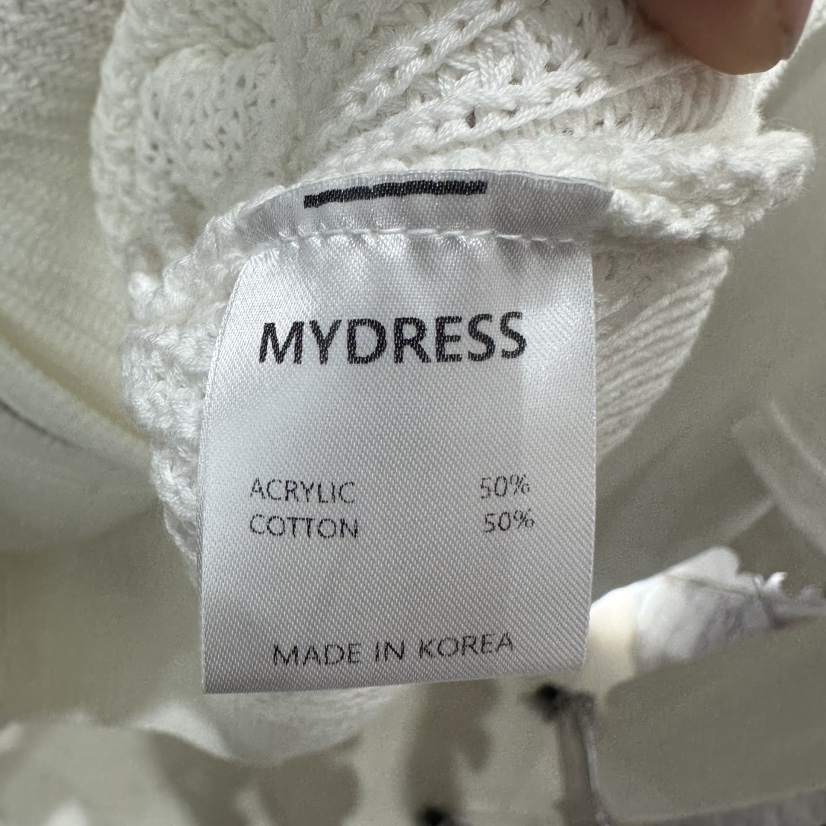 MYDRESS
ACRYLIC 50%
COTTON 50%
MADE IN KOREA